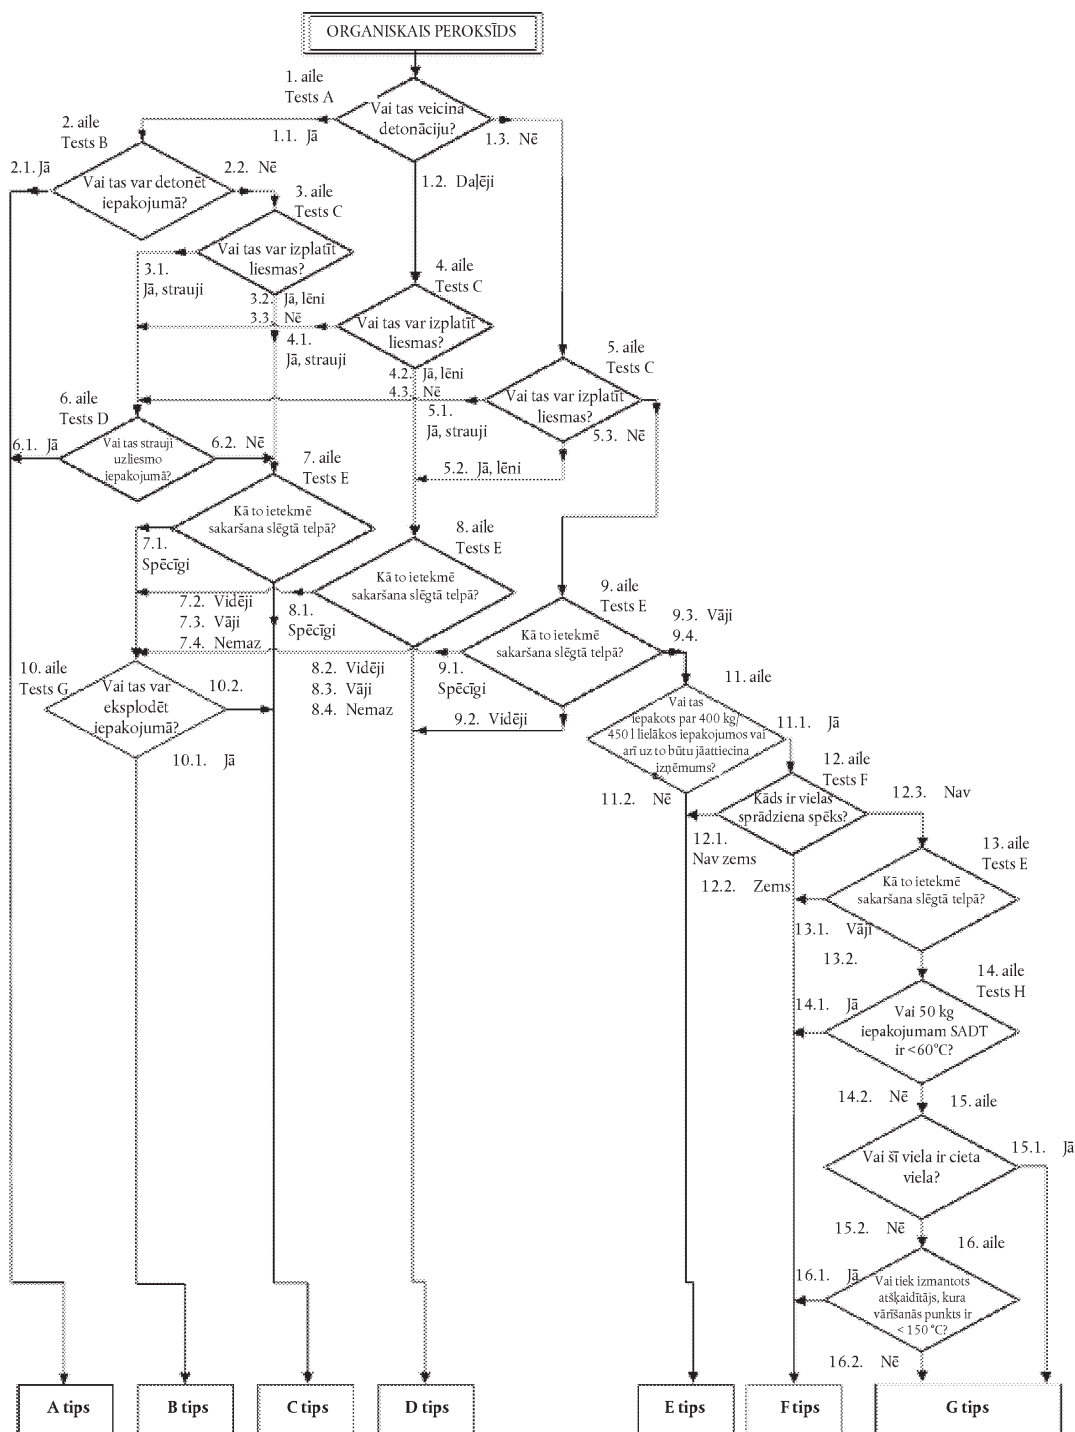 ORGANISKAIS PEROKSĪDS
1. aile
Tests A
Vai tas veicina
detonāciju?
1.1. Jā
1.3. Nē
1.2. Daļēji
2. aile
Tests B
2.1. Jā
2.2. Nē
Vai tas var detonēt
iepakojumā?
3. aile
Tests C
Vai tas var izplatīt
liesmas?
3.1.
Jā, strauji
3.2. Jā, lēni
3.3. Nē
4. aile
Tests C
Vai tas var izplatīt
liesmas?
4.1.
Jā, strauji
4.2. Jā, lēni
4.3. Nē
5. aile
Tests C
Vai tas var izplatīt
liesmas?
5.1.
Jā, strauji
5.3. Nē
5.2. Jā, lēni
6. aile
Tests D
6.1. Jā
6.2. Nē
Vai tas strauji
uzliesmo
iepakojumā?
7. aile
Tests E
Kā to ietekmē
sakaršana slēgtā telpā?
7.1.
Spēcīgi
7.2. Vidēji
7.3. Vāji
7.4. Nemaz
8. aile
Tests E
Kā to ietekmē
sakaršana slēgtā telpā?
8.1.
Spēcīgi
8.2. Vidēji
8.3. Vāji
8.4. Nemaz
9. aile
Tests E
Kā to ietekmē
sakaršana slēgtā telpā?
9.3. Vāji
9.4.
9.1.
Spēcīgi
9.2. Vidēji
10. aile
Tests G
Vai tas var
eksplodēt
iepakojumā?
10.2.
10.1. Jā
11. aile
Vai tas
iepakots par 400 kg/
450 l lielākos iepakojumos vai
arī uz to būtu jāattiecina
izņēmums?
11.1. Jā
11.2. Nē
12. aile
Tests F
Kāds ir vielas
sprādziena spēks?
12.3. Nav
12.1.
Nav zems
12.2. Zems
13. aile
Tests E
Kā to ietekmē
sakaršana slēgtā telpā?
13.1. Vāji
13.2.
14. aile
Tests H
14.1. Jā
Vai 50 kg
iepakojumam SADT
ir <60°C?
14.2. Nē
15. aile
15.1. Jā
Vai šī viela ir cieta
viela?
15.2. Nē
16. aile
16.1. Jā
Vai tiek izmantots
atšķaidītājs, kura
vārīšanās punkts ir
< 150 °C?
16.2. Nē
A tips
B tips
C tips
D tips
E tips
F tips
G tips